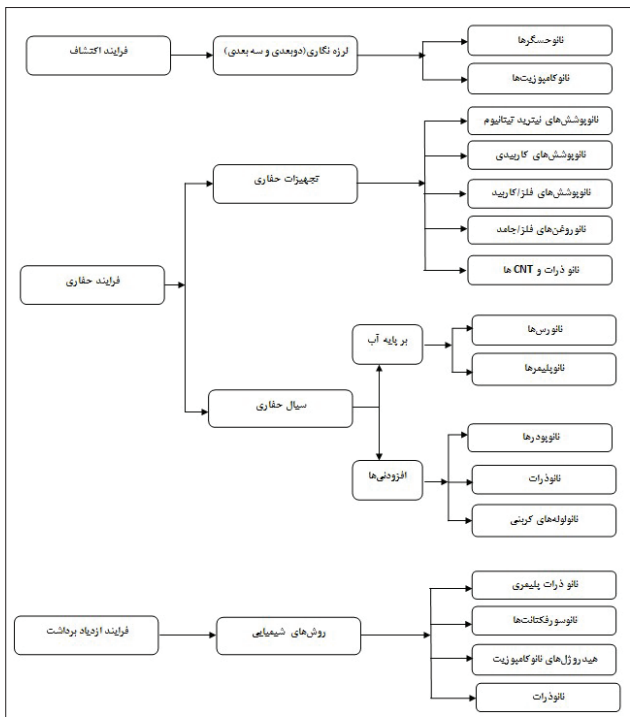 فرایند اکتشاف
لرزه نگاری(دوبعدی و سه بعدی)
نانوحسگرها
نانوکامپوزیت‌ها
فرایند حفاری
تجهیزات حفاری
نانوپوشش‌های نیترید تیتانیوم
نانوپوشش‌های کاربیدی
نانوپوشش‌های فلز/کاربید
نانوروغن‌های فلز/جامد
نانو ذرات و CNT ها
سیال حفاری
بر پایه آب
نانورس‌ها
نانوپلیمرها
افزودنی‌ها
نانوپودرها
نانوذرات
نانولوله‌های کربنی
فرایند ازدیاد برداشت
روش‌های شیمیایی
نانو ذرات پلیمری
نانوسورفکتانت‌ها
هیدروژل‌های نانوکامپوزیت
نانوذرات